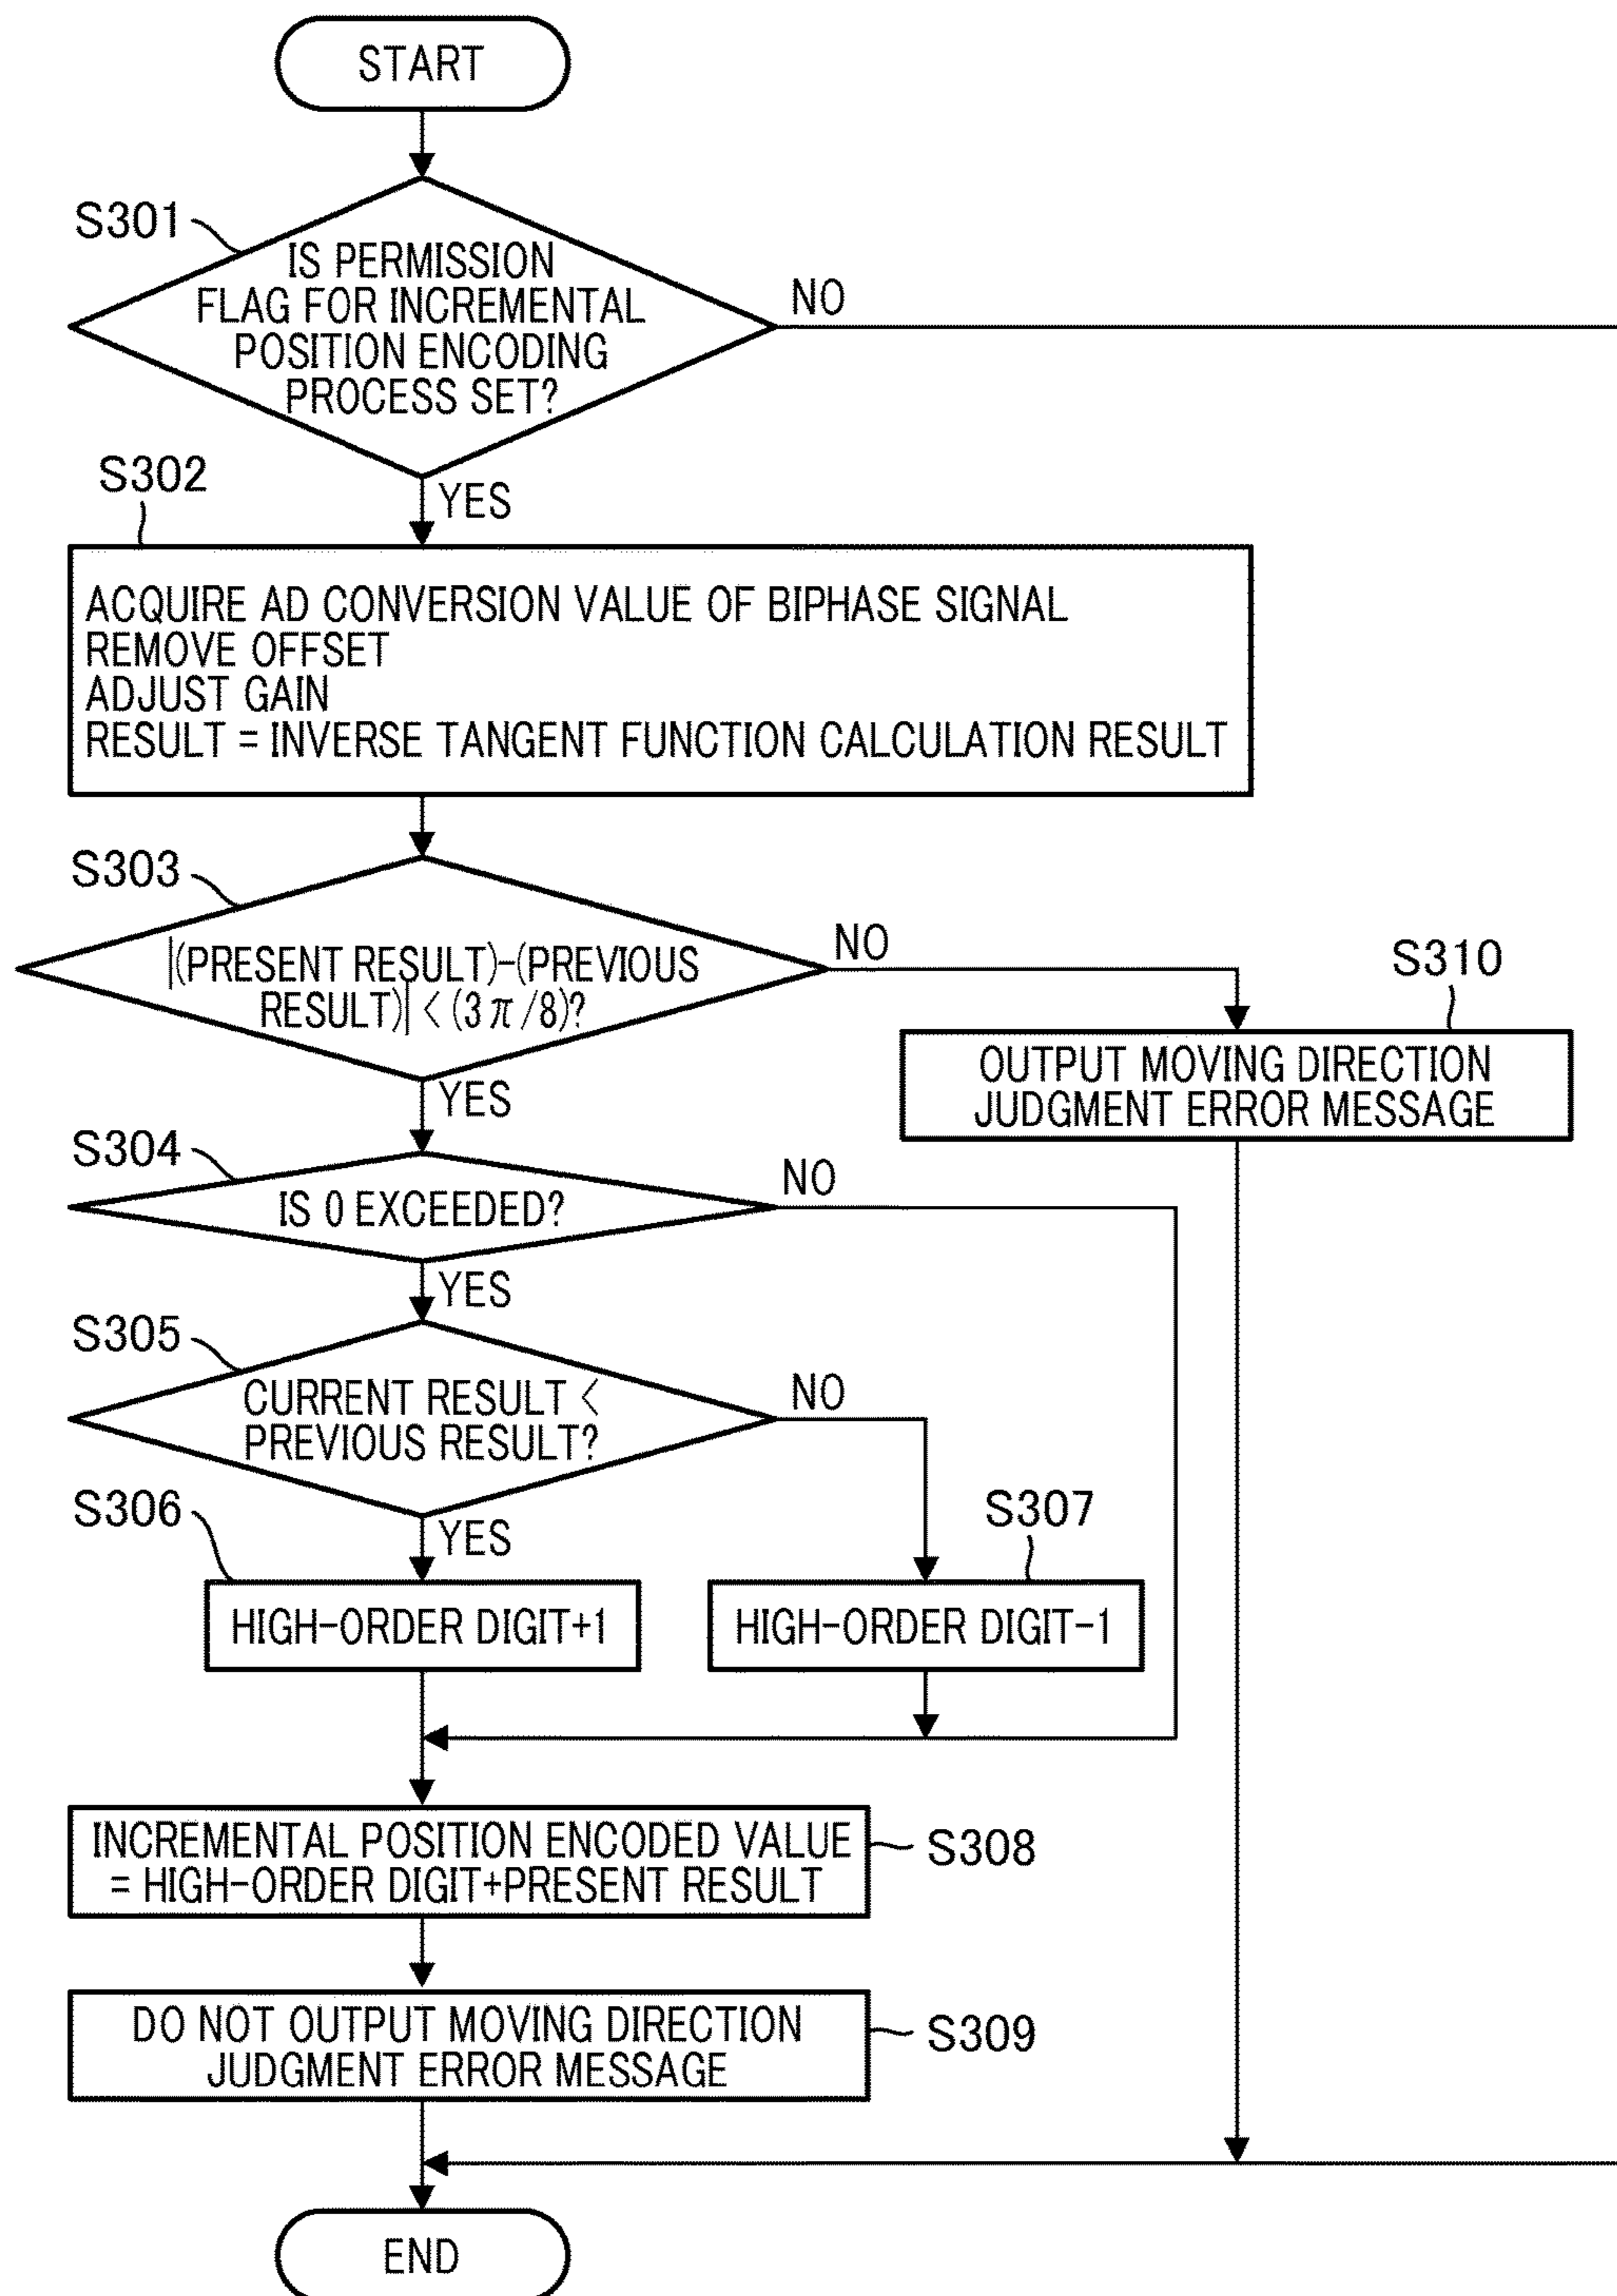 START
S301
IS PERMISSION
FLAG FOR INCREMENTAL
POSITION ENCODING
PROCESS SET?
NO
YES
S302
ACQUIRE AD CONVERSION VALUE OF BIPHASE SIGNAL
REMOVE OFFSET
ADJUST GAIN
RESULT = INVERSE TANGENT FUNCTION CALCULATION RESULT
S303
|(PRESENT RESULT)-(PREVIOUS
RESULT)| < (3π/8)?
NO
YES
S310
OUTPUT MOVING DIRECTION
JUDGMENT ERROR MESSAGE
S304
IS 0 EXCEEDED?
NO
YES
S305
CURRENT RESULT <
PREVIOUS RESULT?
NO
YES
S306
HIGH-ORDER DIGIT+1
S307
HIGH-ORDER DIGIT-1
INCREMENTAL POSITION ENCODED VALUE
= HIGH-ORDER DIGIT+PRESENT RESULT
S308
DO NOT OUTPUT MOVING DIRECTION
JUDGMENT ERROR MESSAGE
S309
END